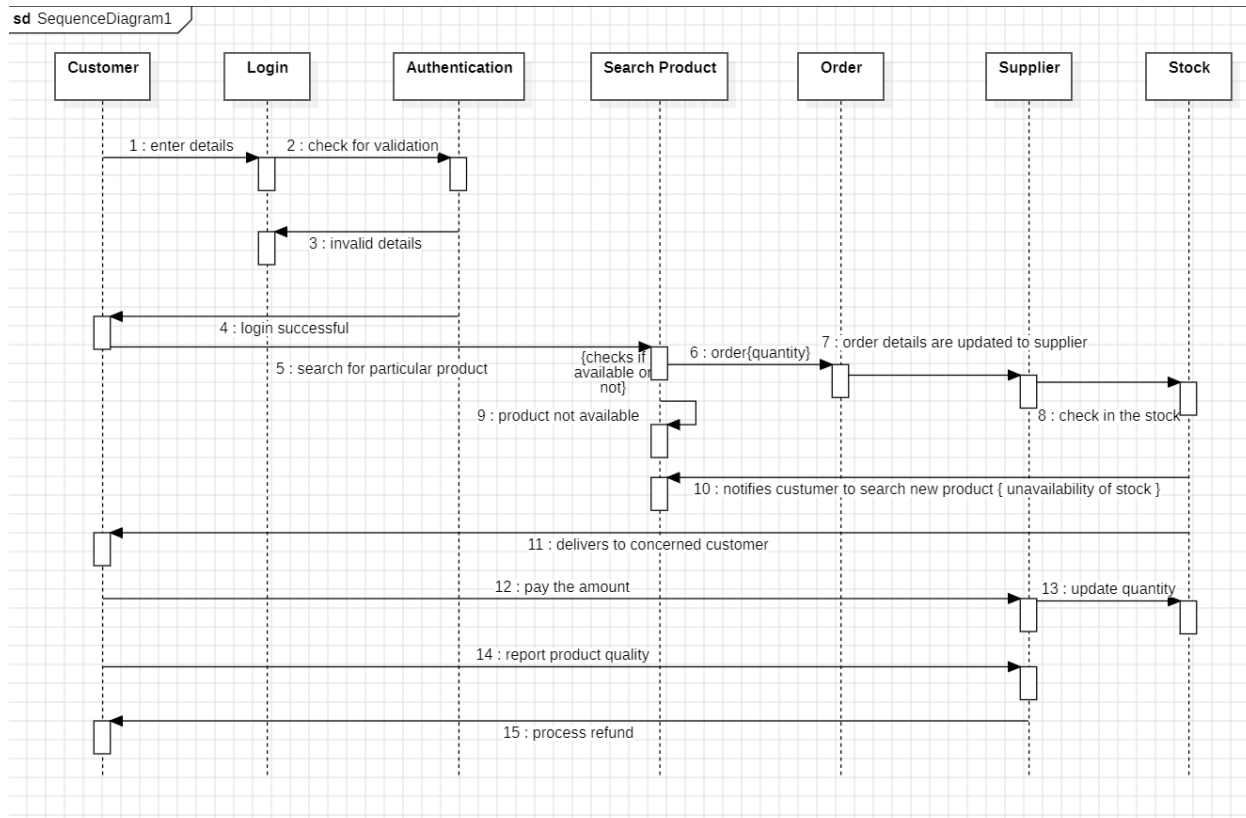 sd SequenceDiagram1
Customer
Login
Authentication
Search Product
Order
Supplier
Stock
1 : enter details
2 : check for validation
3 : invalid details
4 : login successful
5 : search for particular product
{checks if
available or
not}
6 : order{quantity}
7 : order details are updated to supplier
8 : check in the stock
9 : product not available
10 : notifies custumer to search new product { unavailability of stock }
11 : delivers to concerned customer
12 : pay the amount
13 : update quantity
14 : report product quality
15 : process refund